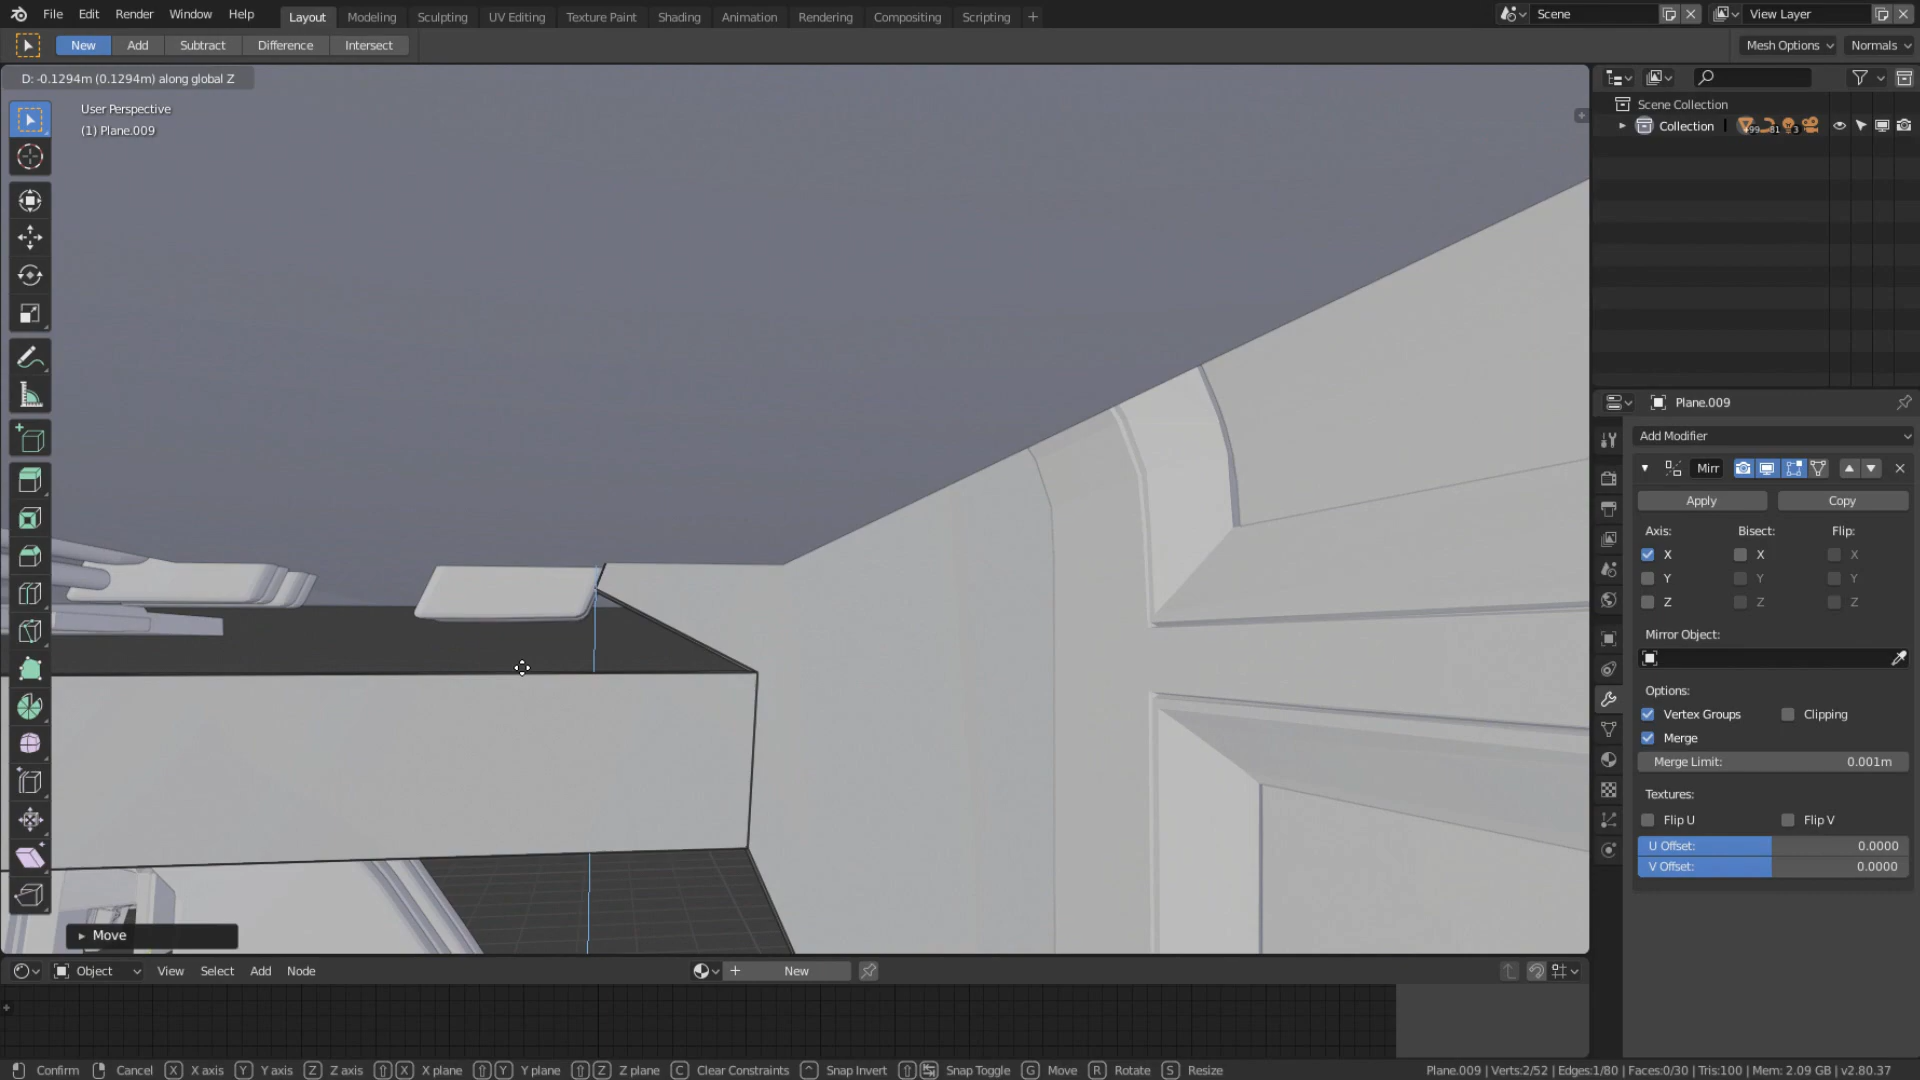 File Edit Render Window Help Layout Modeling Sculpting UV Editing Texture Paint Shading Animation Rendering Compositing Scripting + Scene View Layer
New Add Subtract Difference Intersect Mesh Options Normals
D: -0.1294m (0.1294m) along global Z
User Perspective
(1) Plane.009
Scene Collection
Collection 499 81 3
Plane.009
Add Modifier
Mirr
Apply Copy
Axis: Bisect: Flip:
X X X
Y Y Y
Z Z Z
Mirror Object:
Options:
Vertex Groups Clipping
Merge
Merge Limit: 0.001m
Textures:
Flip U Flip V
U Offset: 0.0000
V Offset: 0.0000
Move
Object View Select Add Node New
Confirm Cancel X X axis Y Y axis Z Z axis X X plane Y Y plane Z Z plane C Clear Constraints Snap Invert Snap Toggle G Move R Rotate S Resize Plane.009 | Verts:2/52 | Edges:1/80 | Faces:0/30 | Tris:100 | Mem: 2.09 GB | v2.80.37